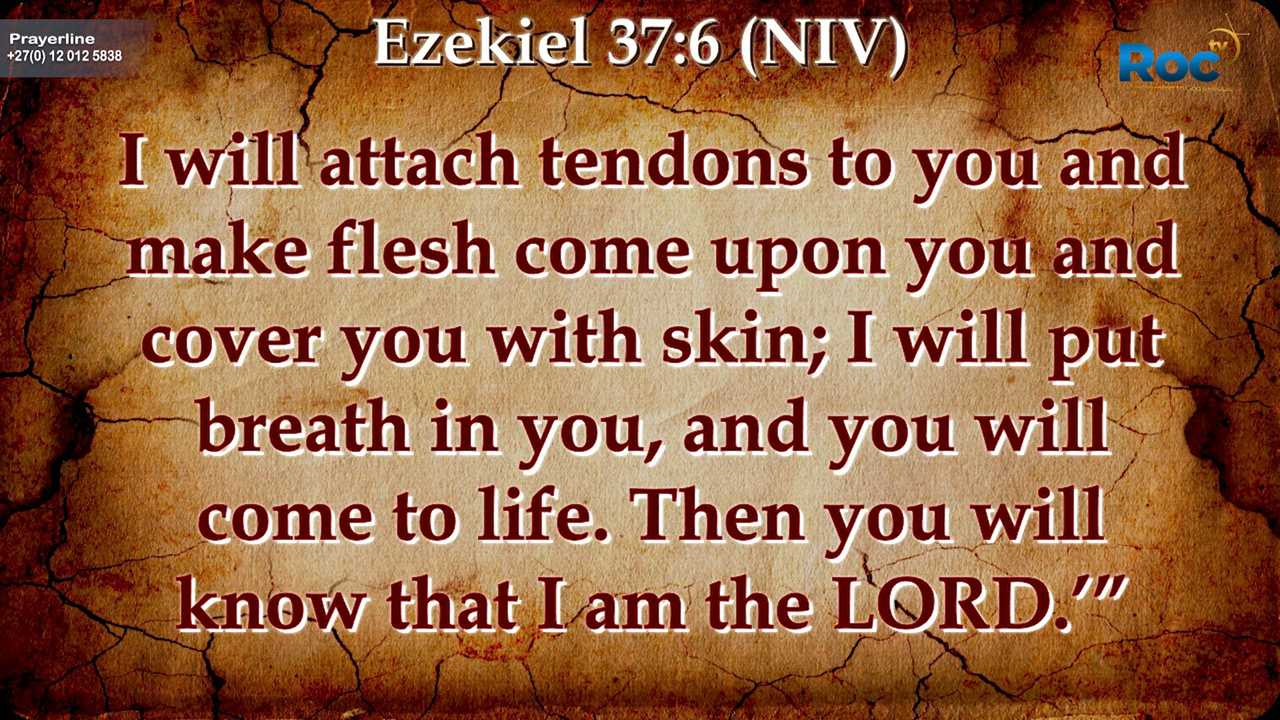 Prayerline
+27(0) 12 012 5838
Ezekiel 37:6 (NIV)
Roc tv
I will attach tendons to you and
make flesh come upon you and
cover you with skin; I will put
breath in you, and you will
come to life. Then you will
know that I am the LORD.’”